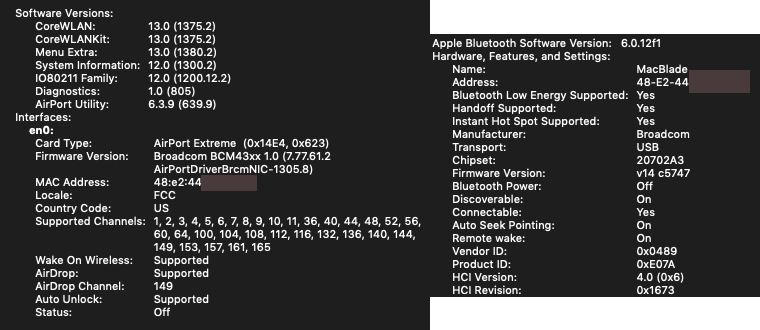 Software Versions:
CoreWLAN: 13.0 (1375.2)
CoreWLANKit: 13.0 (1375.2)
Menu Extra: 13.0 (1380.2)
System Information: 12.0 (1300.2)
IO80211 Family: 12.0 (1200.12.2)
Diagnostics: 1.0 (805)
AirPort Utility: 6.3.9 (639.9)
Interfaces:
en0:
Card Type: AirPort Extreme (0x14E4, 0x623)
Firmware Version: Broadcom BCM43xx 1.0 (7.77.61.2
AirPortDriverBrcmNIC-1305.8)
MAC Address: 48:e2:44
Locale: FCC
Country Code: US
Supported Channels: 1, 2, 3, 4, 5, 6, 7, 8, 9, 10, 11, 36, 40, 44, 48, 52, 56,
60, 64, 100, 104, 108, 112, 116, 132, 136, 140, 144,
149, 153, 157, 161, 165
Wake On Wireless: Supported
AirDrop: Supported
AirDrop Channel: 149
Auto Unlock: Supported
Status: Off
Apple Bluetooth Software Version: 6.0.12f1
Hardware, Features, and Settings:
Name: MacBlade
Address: 48-E2-44
Bluetooth Low Energy Supported: Yes
Handoff Supported: Yes
Instant Hot Spot Supported: Yes
Manufacturer: Broadcom
Transport: USB
Chipset: 20702A3
Firmware Version: v14 c5747
Bluetooth Power: Off
Discoverable: On
Connectable: Yes
Auto Seek Pointing: On
Remote wake: On
Vendor ID: 0x0489
Product ID: 0xE07A
HCI Version: 4.0 (0x6)
HCI Revision: 0x1673